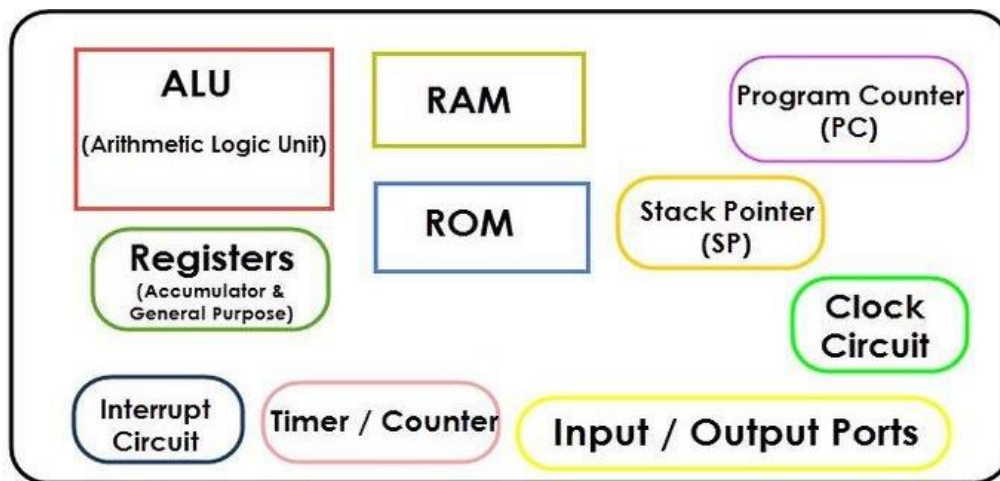 ALU
(Arithmetic Logic Unit)
RAM
Program Counter
(PC)
ROM
Stack Pointer
(SP)
Registers
(Accumulator &
General Purpose)
Clock
Circuit
Interrupt
Circuit
Timer / Counter
Input / Output Ports